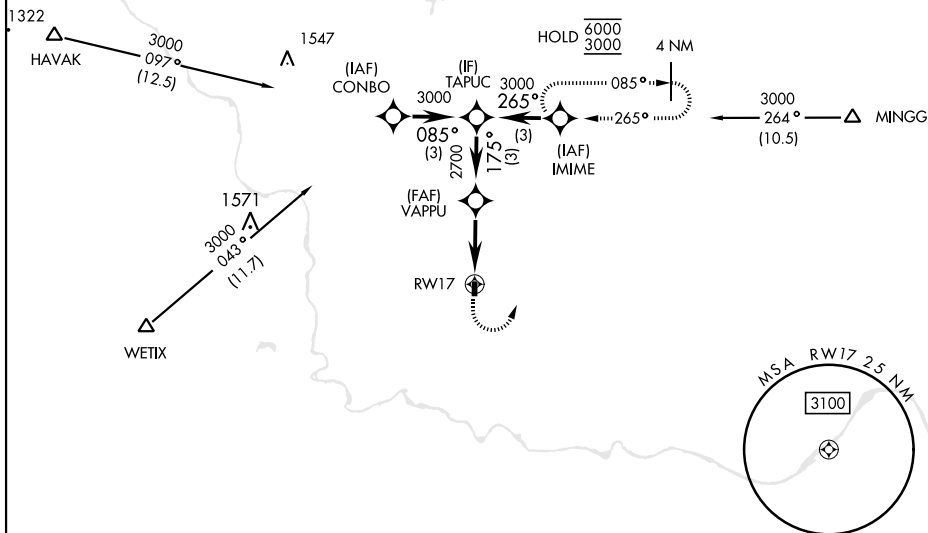 1322
HAVAK
3000
097°
(12.5)
1547
(IAF)
CONBO
3000
085°
(3)
(IF)
TAPUC
3000
265°
(3)
HOLD 6000
3000
4 NM
085°
265°
(IAF)
IMIME
3000
264°
(10.5)
MINGG
2700
175°
(3)
(FAF)
VAPPU
1571
3000
043°
(11.7)
WETIX
RW17
MSA RW17 25 NM
3100